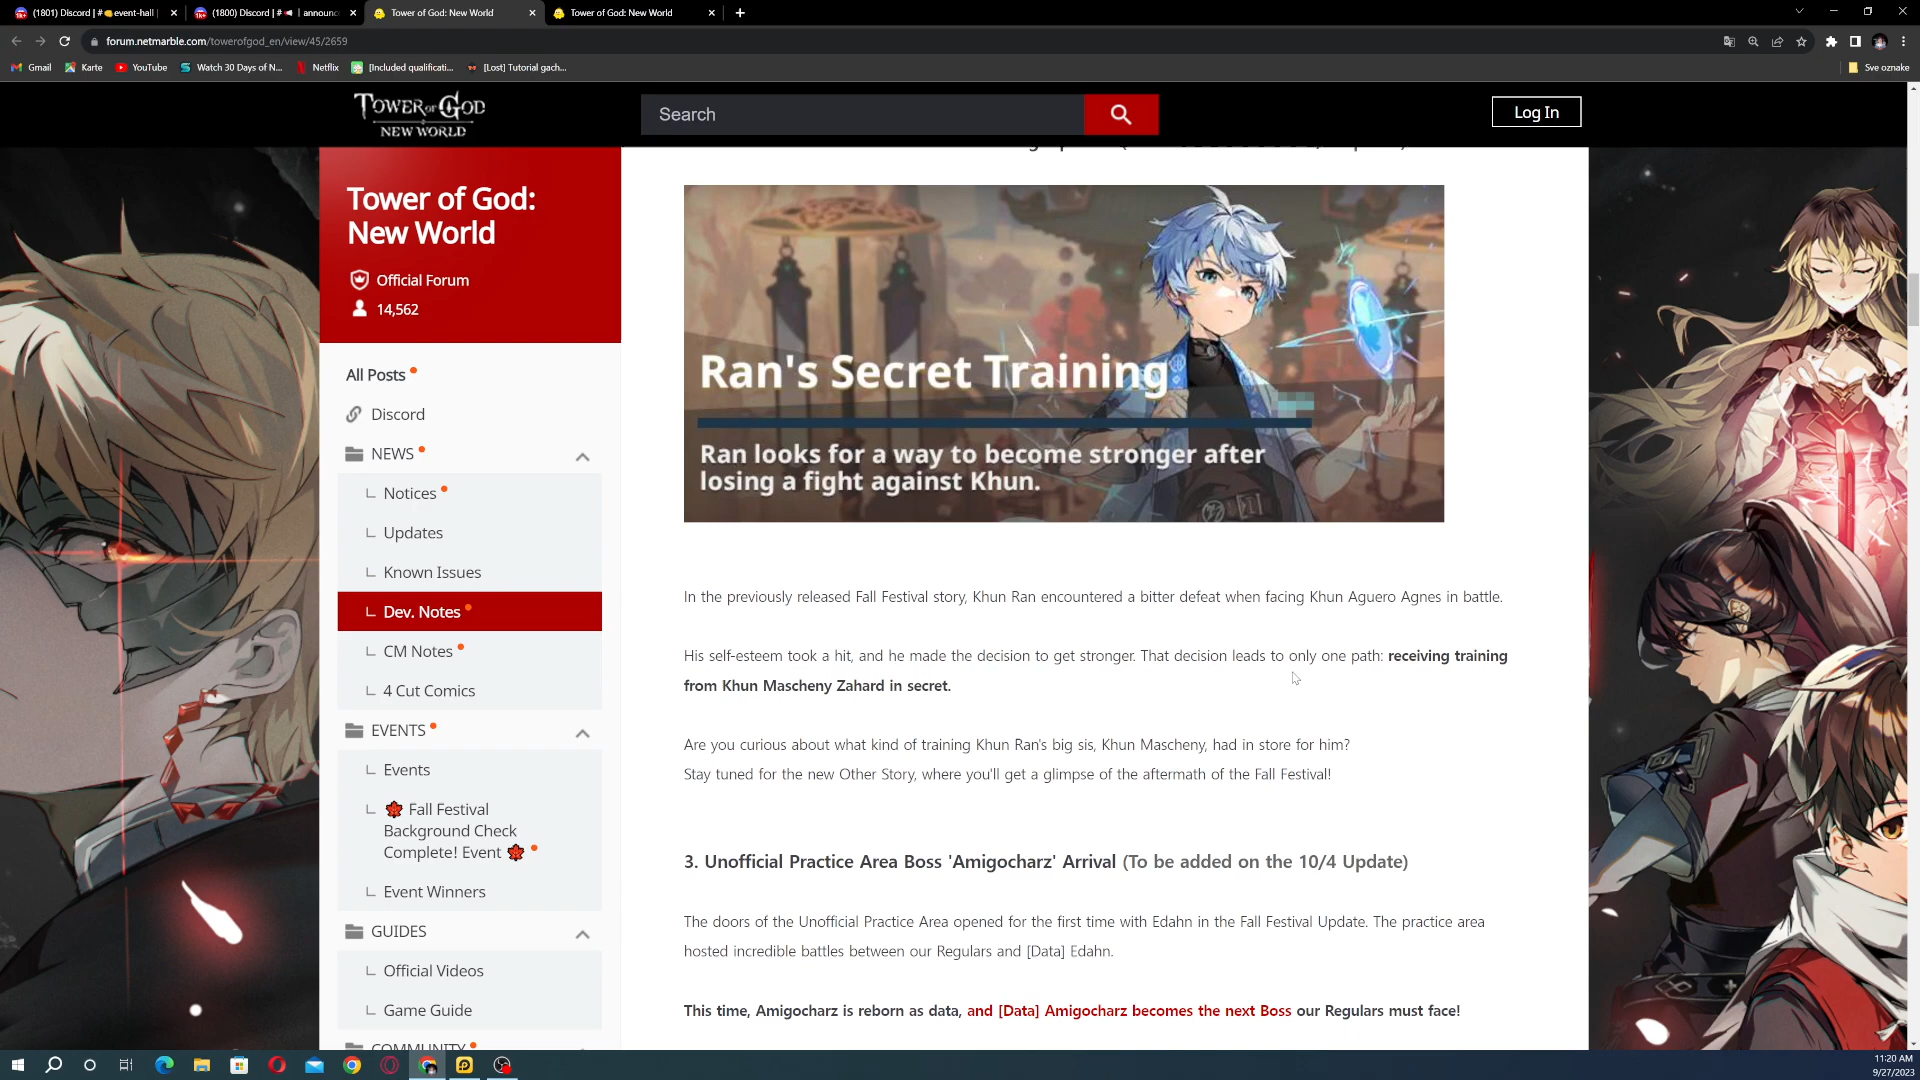 (1801) Discord | #
event-hall |
(1800) Discord | #
| announc
Tower of God: New World
Tower of God: New World
forum.netmarble.com/towerofgod_en/view/45/2659
Gmail
Karte
YouTube
Watch 30 Days of N...
Netflix
[Included qualificati...
[Lost] Tutorial gach...
Sve oznake
TOWER OF GOD
NEW WORLD
Search
Log In
Tower of God:
New World
Official Forum
14,562
All Posts
Discord
NEWS
Notices
Updates
Known Issues
Dev. Notes
CM Notes
4 Cut Comics
EVENTS
Events
Fall Festival
Background Check
Complete! Event
Event Winners
GUIDES
Official Videos
Game Guide
COMMUNITY
Ran's Secret Training
Ran looks for a way to become stronger after
losing a fight against Khun.
In the previously released Fall Festival story, Khun Ran encountered a bitter defeat when facing Khun Aguero Agnes in battle.
His self-esteem took a hit, and he made the decision to get stronger. That decision leads to only one path: receiving training
from Khun Mascheny Zahard in secret.
Are you curious about what kind of training Khun Ran's big sis, Khun Mascheny, had in store for him?
Stay tuned for the new Other Story, where you'll get a glimpse of the aftermath of the Fall Festival!
3. Unofficial Practice Area Boss 'Amigocharz' Arrival (To be added on the 10/4 Update)
The doors of the Unofficial Practice Area opened for the first time with Edahn in the Fall Festival Update. The practice area
hosted incredible battles between our Regulars and [Data] Edahn.
This time, Amigocharz is reborn as data, and [Data] Amigocharz becomes the next Boss our Regulars must face!
11:20 AM
9/27/2023